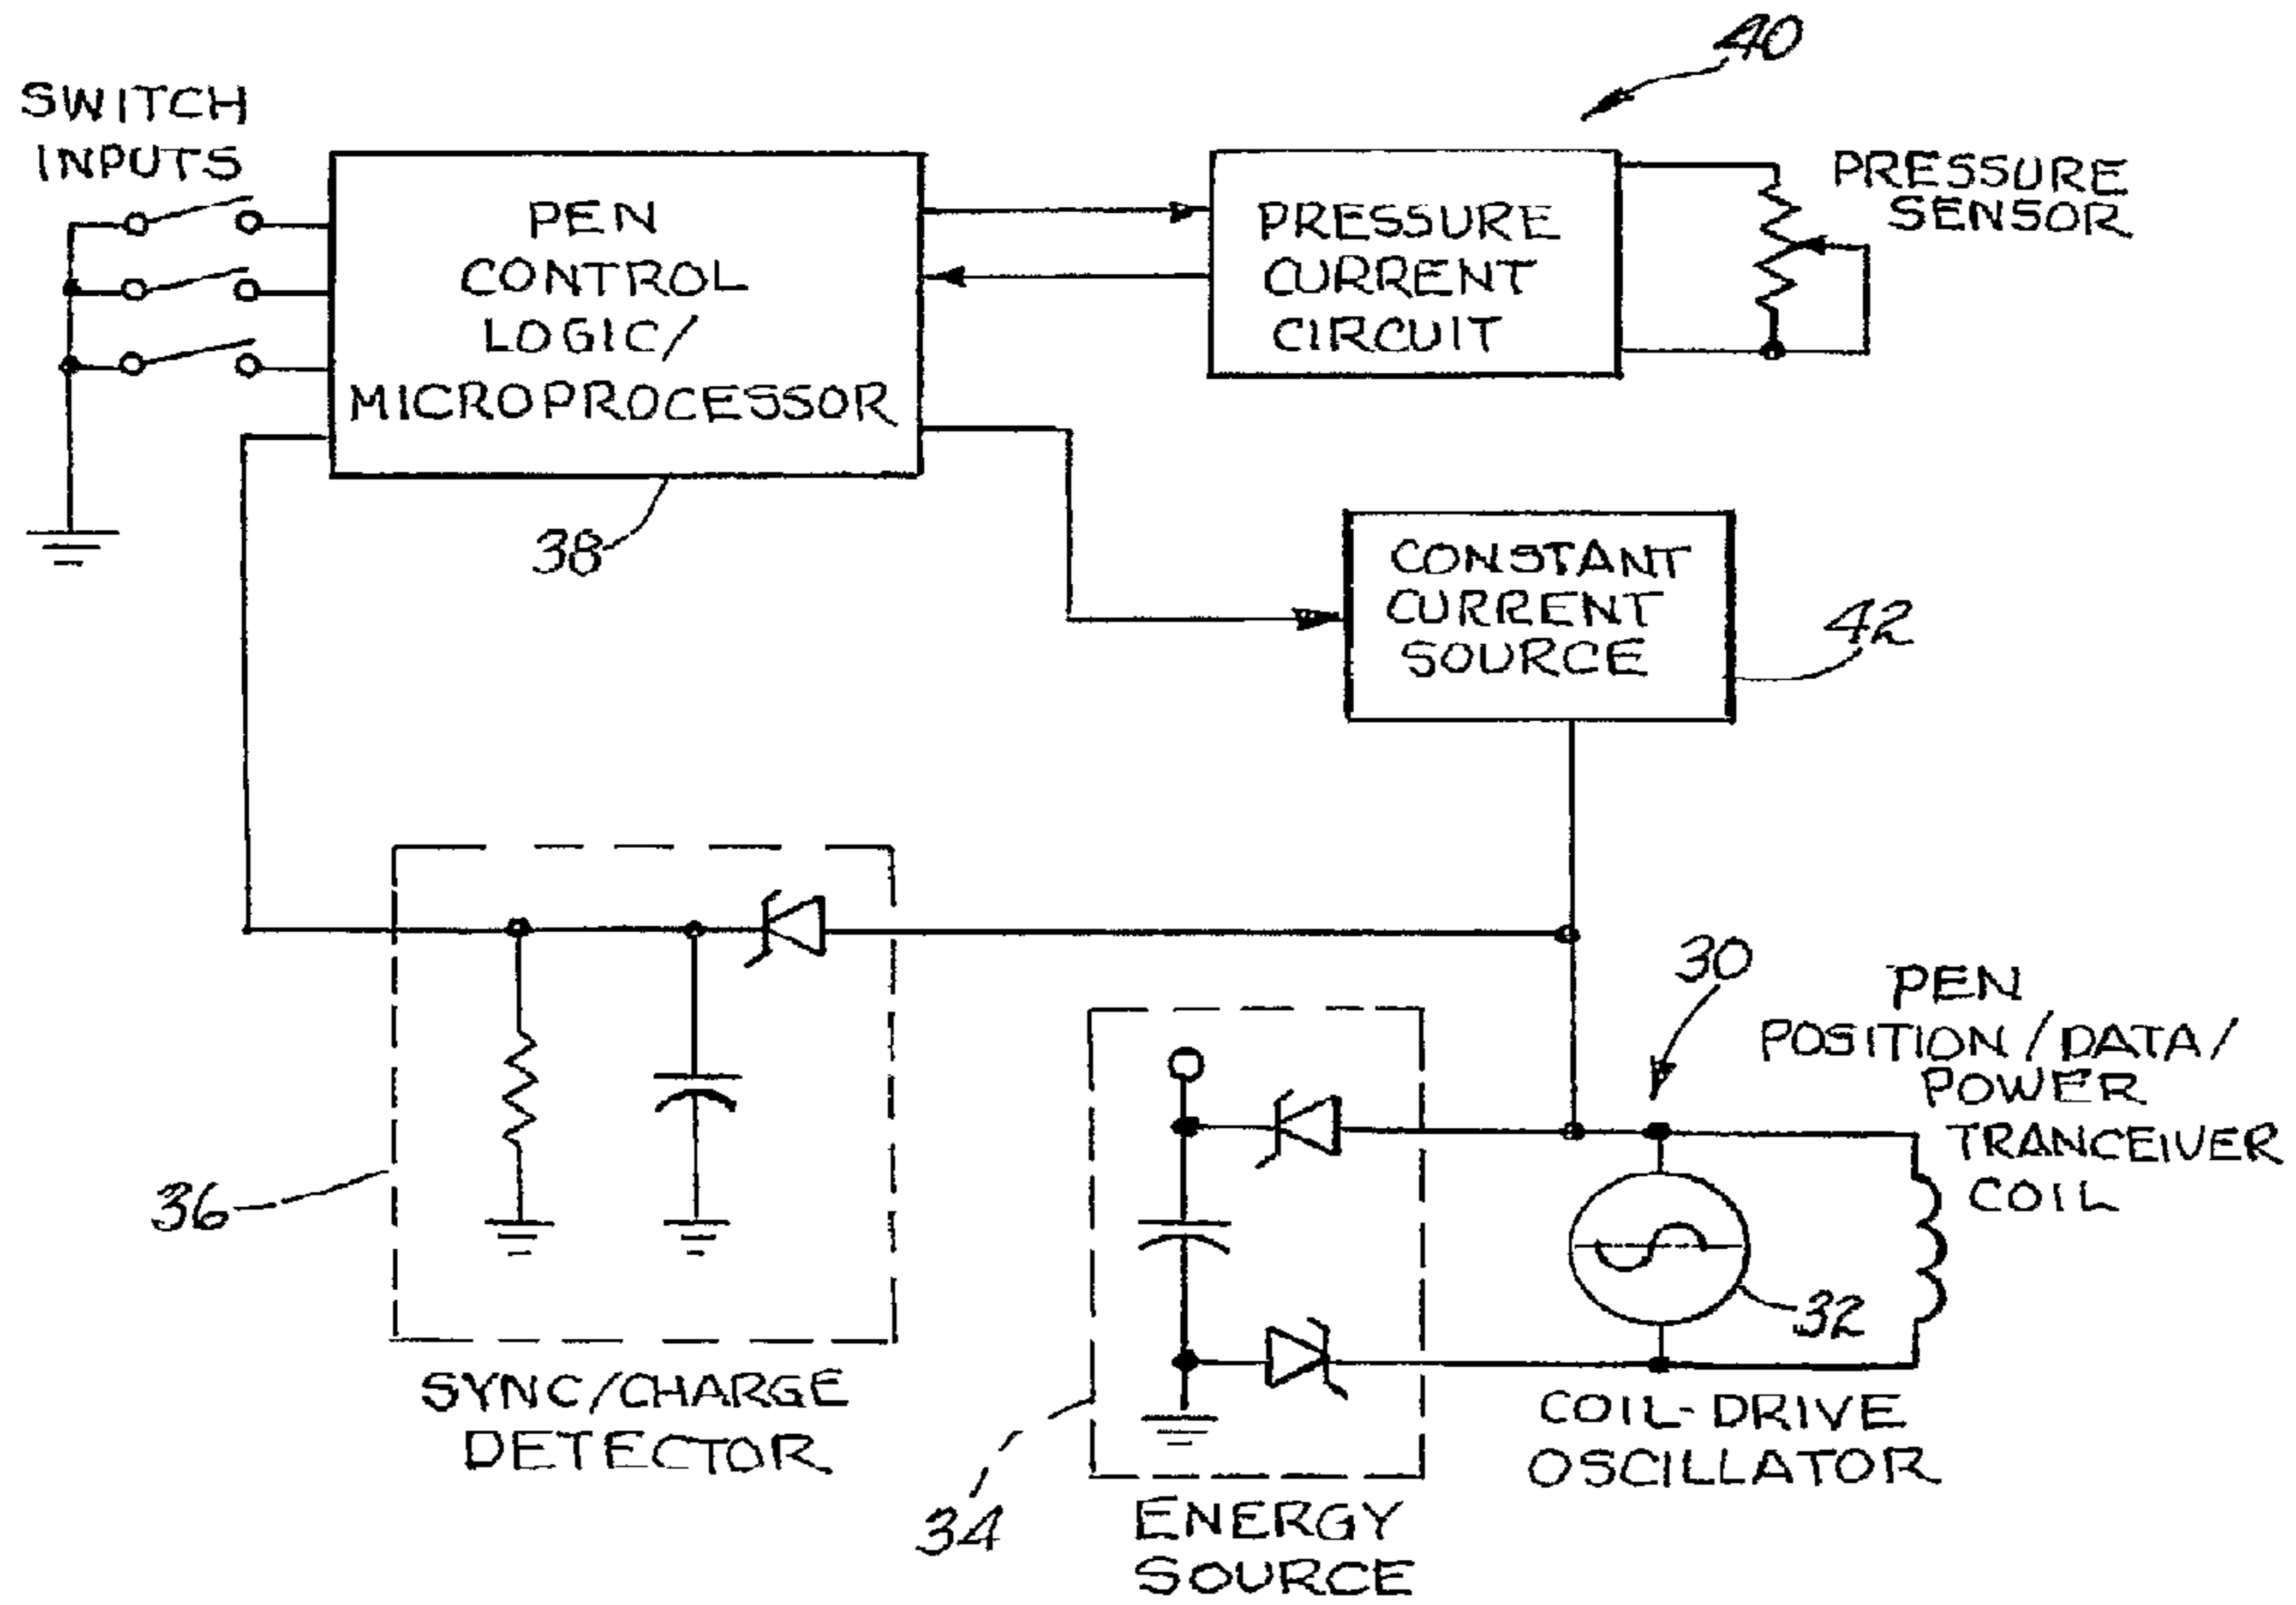 40
SWITCH
INPUTS
PEN
CONTROL
LOGIC/
MICROPROCESSOR
38
PRESSURE
CURRENT
CIRCUIT
PRESSURE
SENSOR
CONSTANT
CURRENT
SOURCE
42
36
SYNC/CHARGE
DETECTOR
34
ENERGY
SOURCE
30
PEN
POSITION/DATA/
POWER
TRANCEIVER
COIL
32
COIL-DRIVE
OSCILLATOR